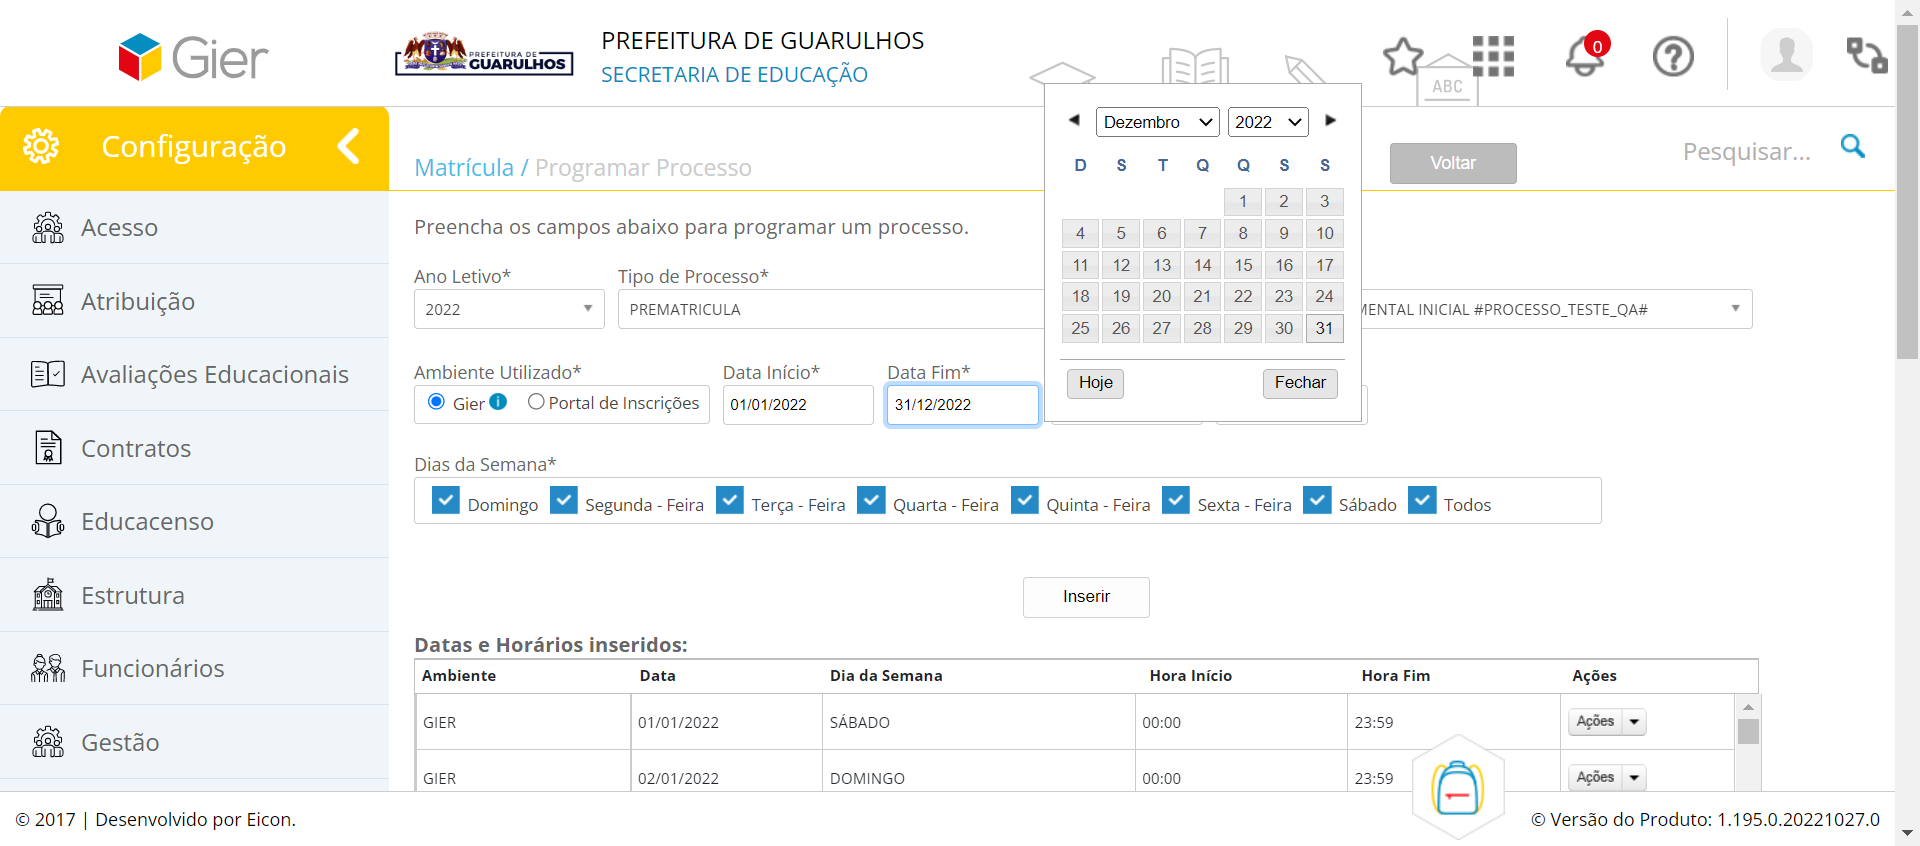 Gier
PREFEITURA DE
GUARULHOS
PREFEITURA DE GUARULHOS
SECRETARIA DE EDUCAÇÃO
ABC
0
Configuração
Matrícula / Programar Processo
Voltar
Pesquisar...
Dezembro 2022
D S T Q Q S S
1 2 3
4 5 6 7 8 9 10
11 12 13 14 15 16 17
18 19 20 21 22 23 24
25 26 27 28 29 30 31
Hoje Fechar
Acesso
Atribuição
Avaliações Educacionais
Contratos
Educacenso
Estrutura
Funcionários
Gestão
Preencha os campos abaixo para programar um processo.
Ano Letivo* Tipo de Processo*
2022 PREMATRICULA MENTAL INICIAL #PROCESSO_TESTE_QA#
Ambiente Utilizado* Data Início* Data Fim*
Gier i Portal de Inscrições 01/01/2022 31/12/2022
Dias da Semana*
Domingo Segunda - Feira Terça - Feira Quarta - Feira Quinta - Feira Sexta - Feira Sábado Todos
Inserir
Datas e Horários inseridos:
Ambiente Data Dia da Semana Hora Início Hora Fim Ações
GIER 01/01/2022 SÁBADO 00:00 23:59 Ações
GIER 02/01/2022 DOMINGO 00:00 23:59 Ações
© 2017 | Desenvolvido por Eicon.
© Versão do Produto: 1.195.0.20221027.0